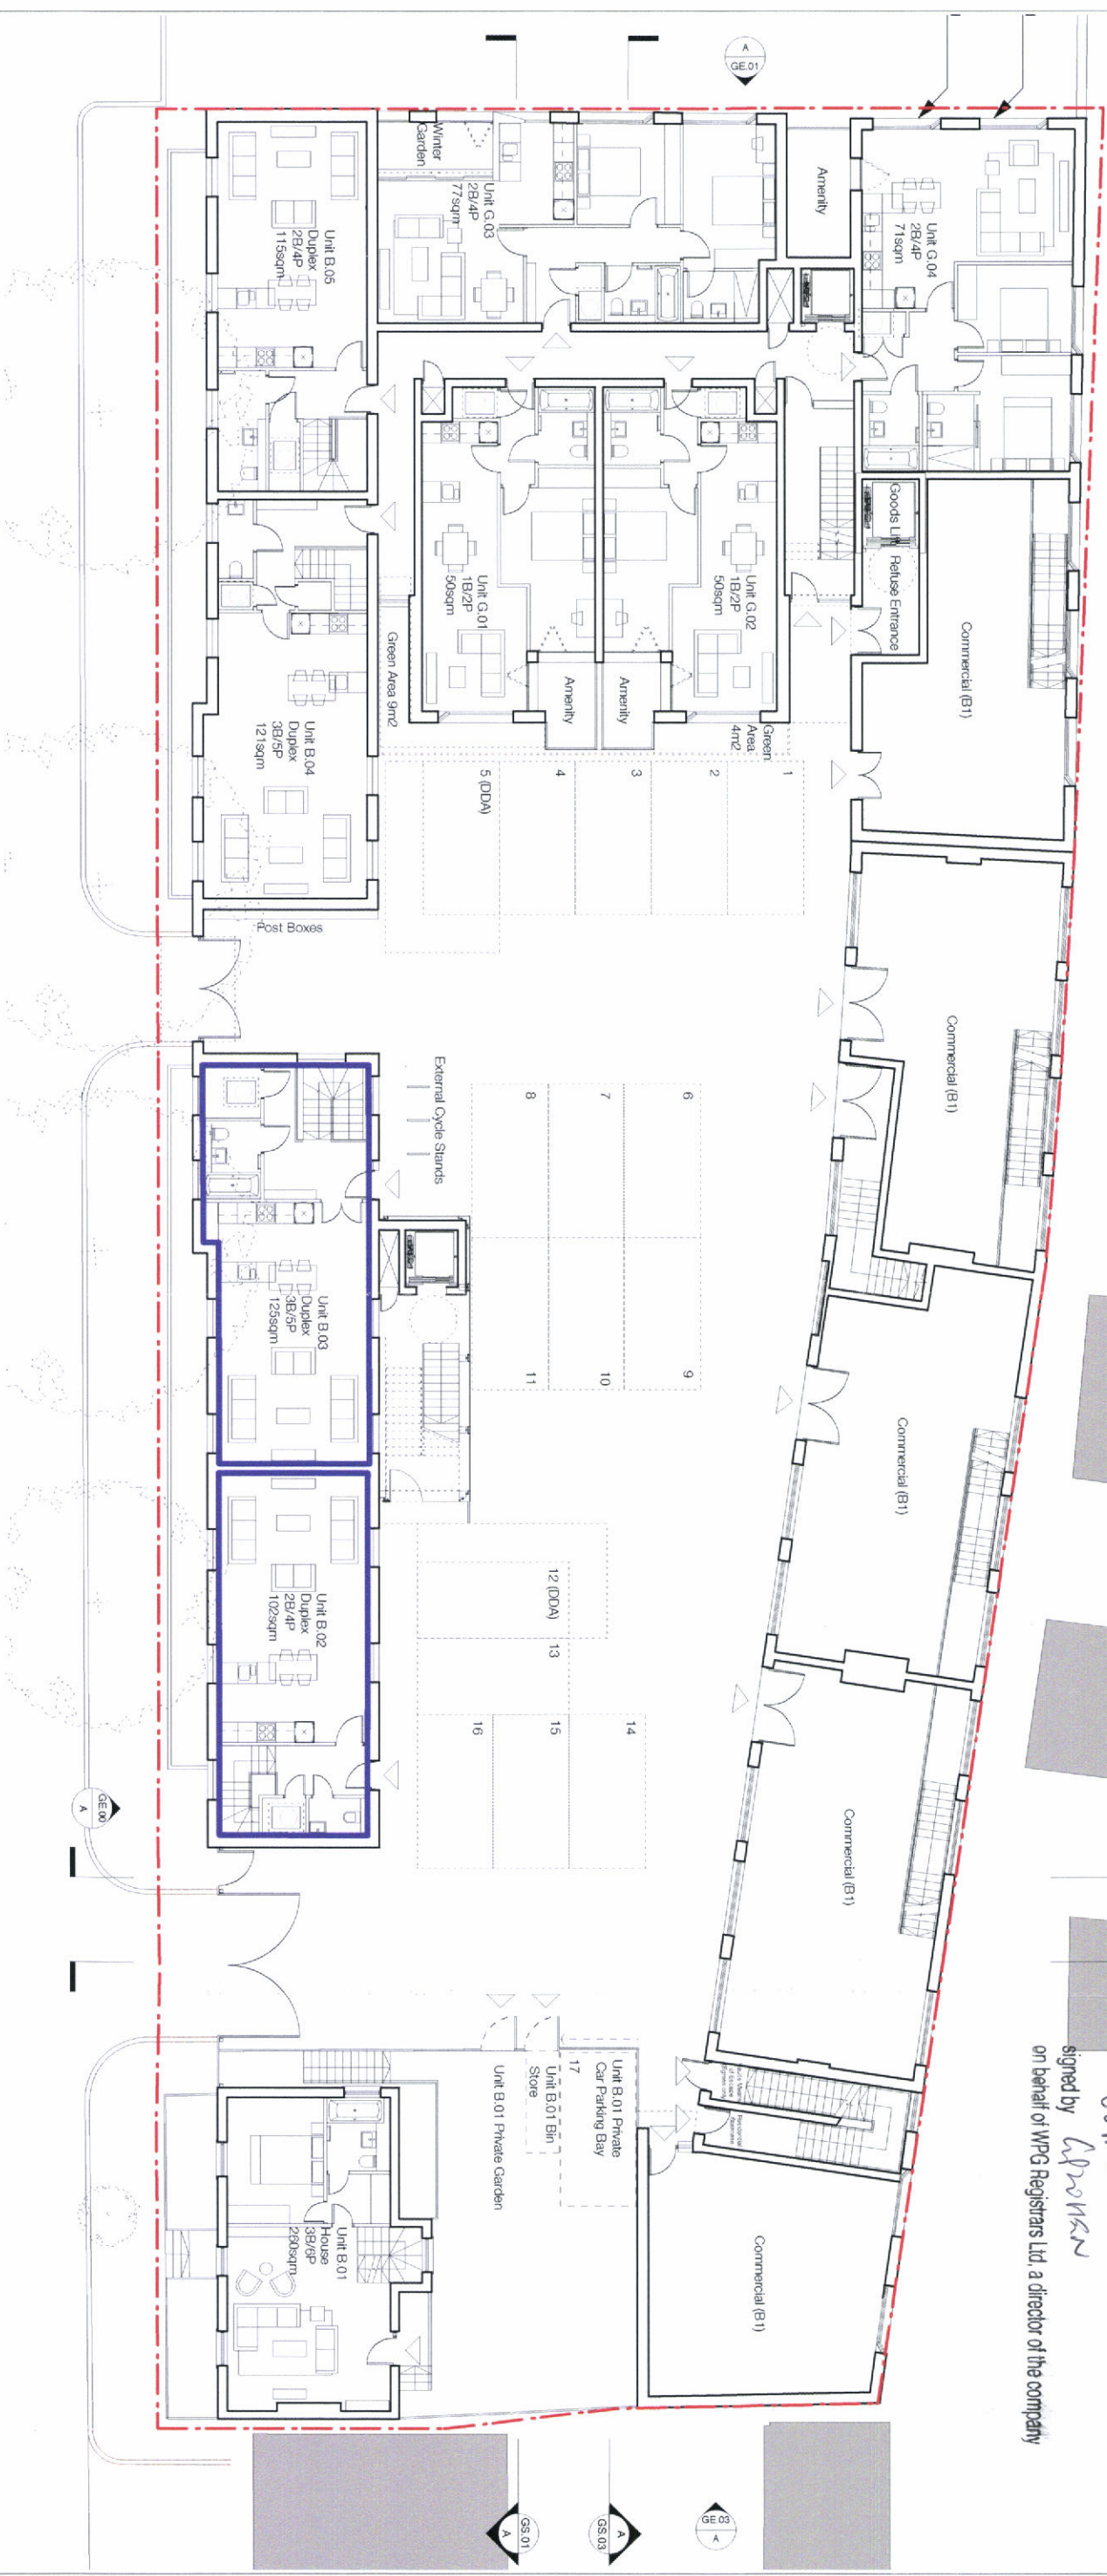 A
GE.01
Unit B.05
Duplex
2B/4P
115sqm
Winter
Garden
Unit G.03
2B/4P
77sqm
Amenity
Unit G.04
2B/4P
71sqm
Unit G.01
1B/2P
50sqm
Unit G.02
1B/2P
50sqm
Amenity
Amenity
Green Area 9m2
Green
Area
4m2
Goods Lift
Refuse Entrance
Commercial (B1)
Unit B.04
Duplex
3B/5P
121sqm
Post Boxes
1
2
3
4
5 (DDA)
Commercial (B1)
External Cycle Stands
6
7
8
9
10
11
Unit B.03
Duplex
3B/5P
125sqm
Commercial (B1)
Unit B.02
Duplex
2B/4P
102sqm
12 (DDA)
13
14
15
16
Commercial (B1)
GE.00
A
Unit B.01 Private
Car Parking Bay
17
Unit B.01 Bin
Store
Unit B.01 Private Garden
Unit B.01
House
3B/6P
260sqm
Commercial (B1)
signed by
on behalf of WPG Registrars Ltd, a director of the company
GS.01
A
GS.03
A
GE.03
A